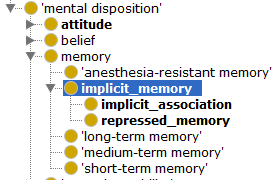 'mental disposition'
attitude
belief
memory
'anesthesia-resistant memory'
implicit_memory
implicit_association
repressed_memory
'long-term memory'
'medium-term memory'
'short-term memory'